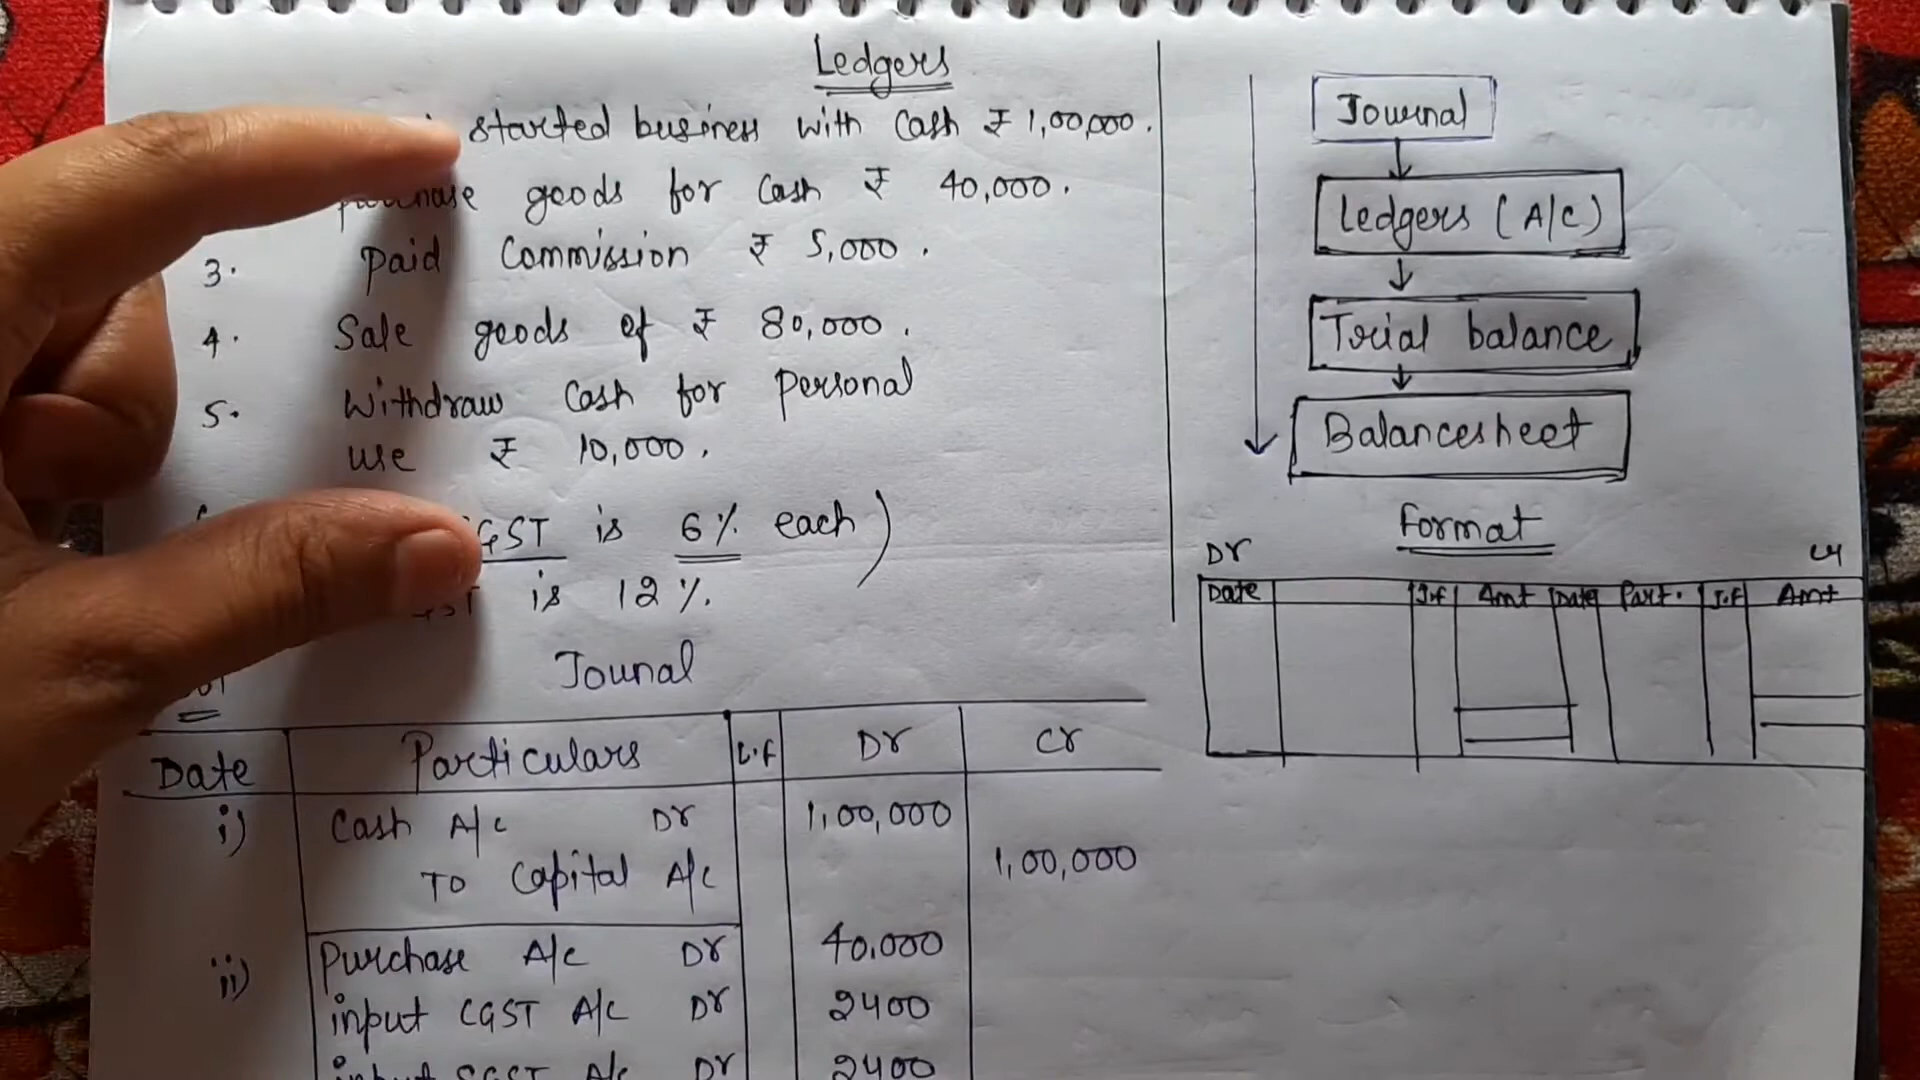 Ledgers
started business with Cash ₹ 1,00,000.
goods for Cash ₹ 40,000.
3. Paid Commission ₹ 5,000.
4. Sale goods of ₹ 80,000.
5. Withdraw Cash for Personal
use ₹ 10,000.
GST is 6% each)
is 12%.
Jounal
Date Particulars L.f Dr Cr
i) Cash A/c Dr 1,00,000
To Capital A/c 1,00,000
ii) Purchase A/c Dr 40,000
input CGST A/c Dr 2400
input SGST A/c Dr 2400
Journal
Ledgers (A/C)
Trial balance
Balancesheet
Format
Dr Cr
Date J.f Amt Date Part. J.F Amt